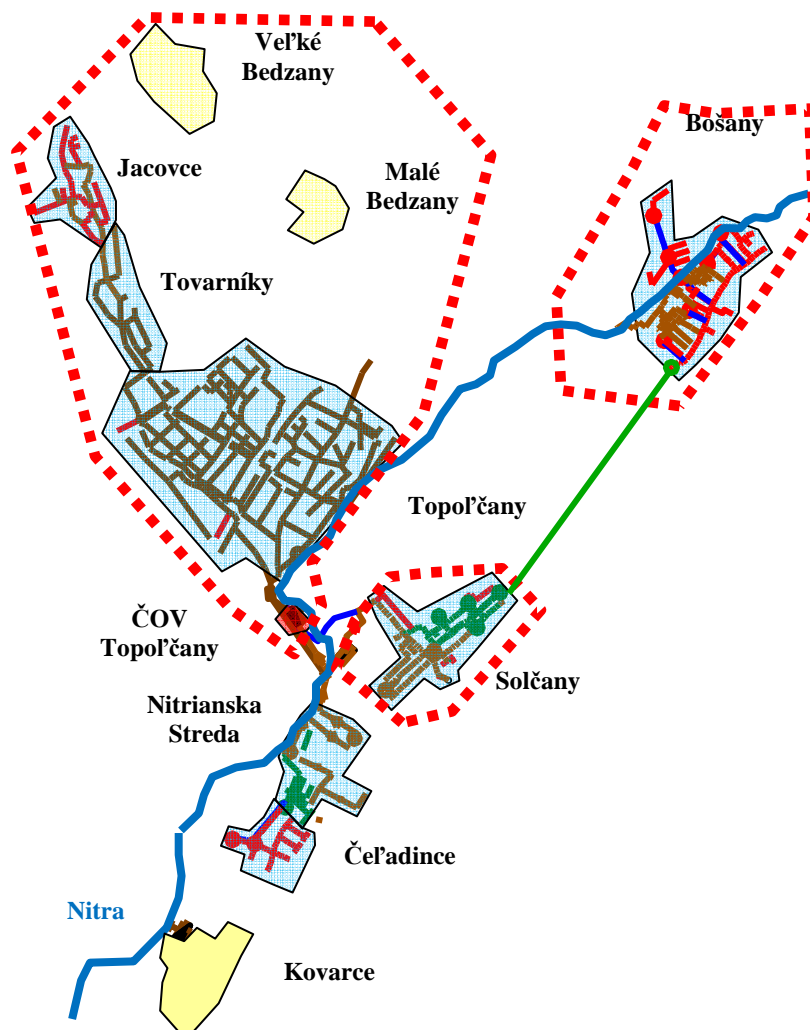 Veľké
Bedzany
Bošany
Jacovce
Malé
Bedzany
Tovarníky
Topoľčany
ČOV
Topoľčany
Solčany
Nitrianska
Streda
Čeľadince
Nitra
Kovarce